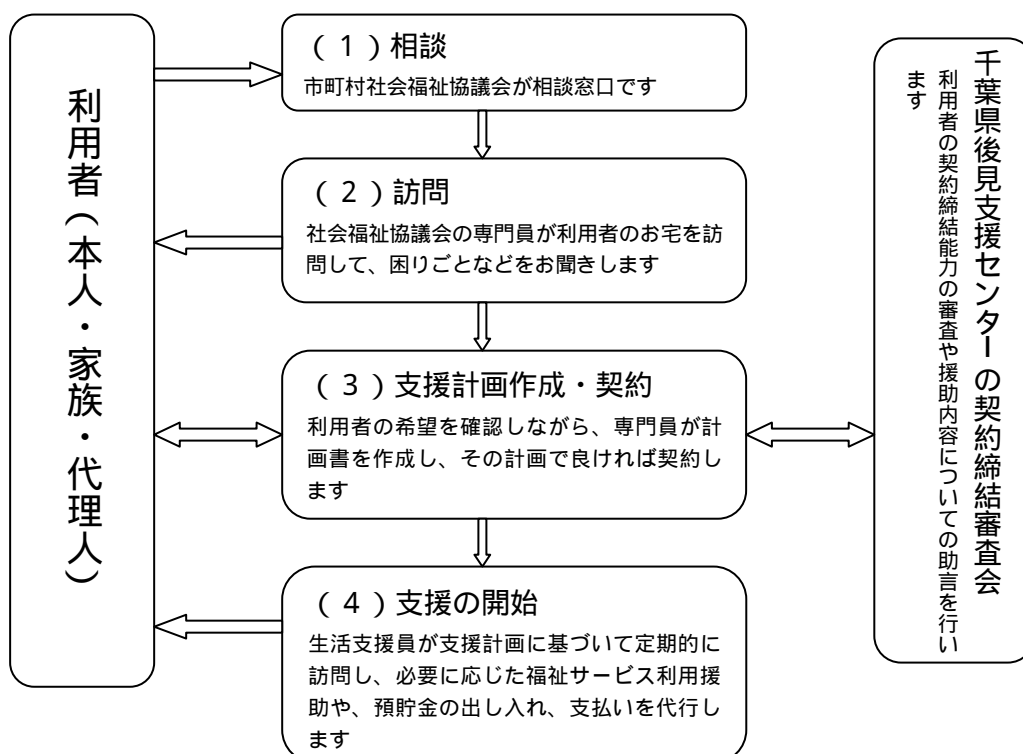 利用者(本人・家族・代理人)
(1)相談
市町村社会福祉協議会が相談窓口です
(2)訪問
社会福祉協議会の専門員が利用者のお宅を訪
問して、困りごとなどをお聞きします
(3)支援計画作成・契約
利用者の希望を確認しながら、専門員が計
画書を作成し、その計画で良ければ契約し
ます
(4)支援の開始
生活支援員が支援計画に基づいて定期的に
訪問し、必要に応じた福祉サービス利用援
助や、預貯金の出し入れ、支払いを代行し
ます
千葉県後見支援センターの契約締結審査会
利用者の契約締結能力の審査や援助内容についての助言を行い
ます